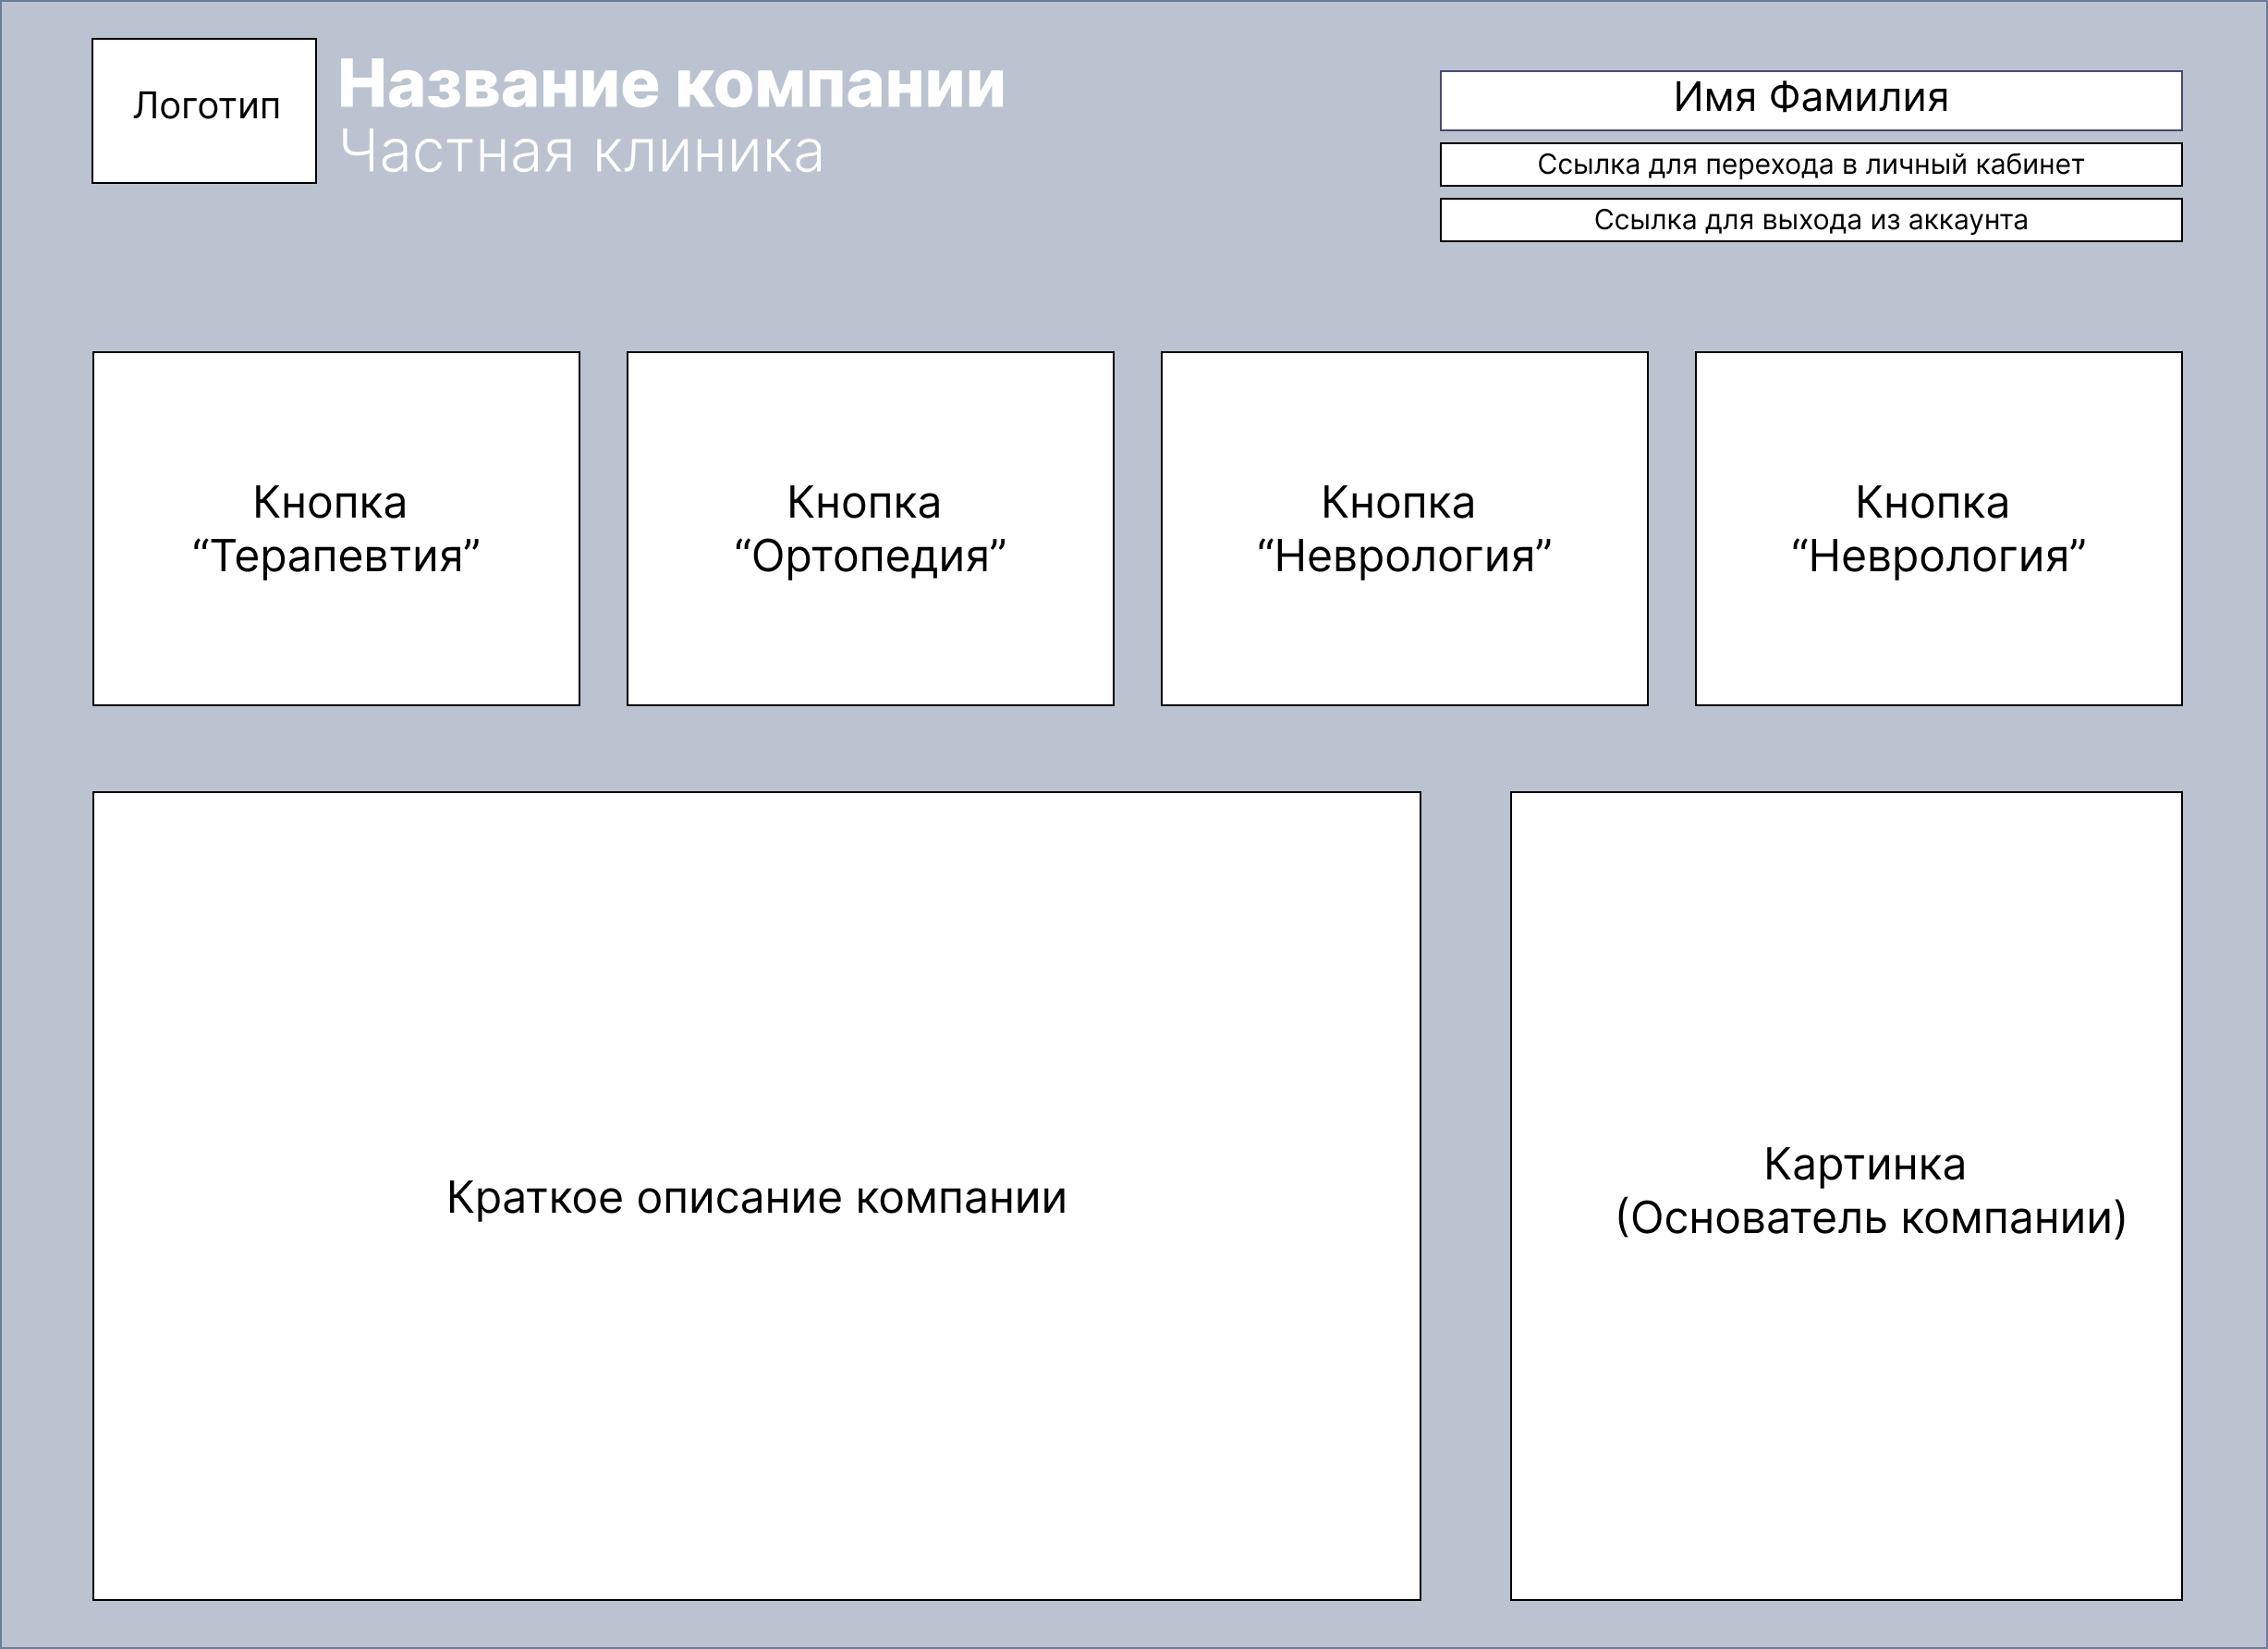 Логотип
Название компании
Частная клиника
Имя Фамилия
Ссылка для перехода в личный кабинет
Ссылка для выхода из аккаунта
Кнопка
“Терапевтия”
Кнопка
“Ортопедия”
Кнопка
“Неврология”
Кнопка
“Неврология”
Краткое описание компании
Картинка
(Основатель компании)